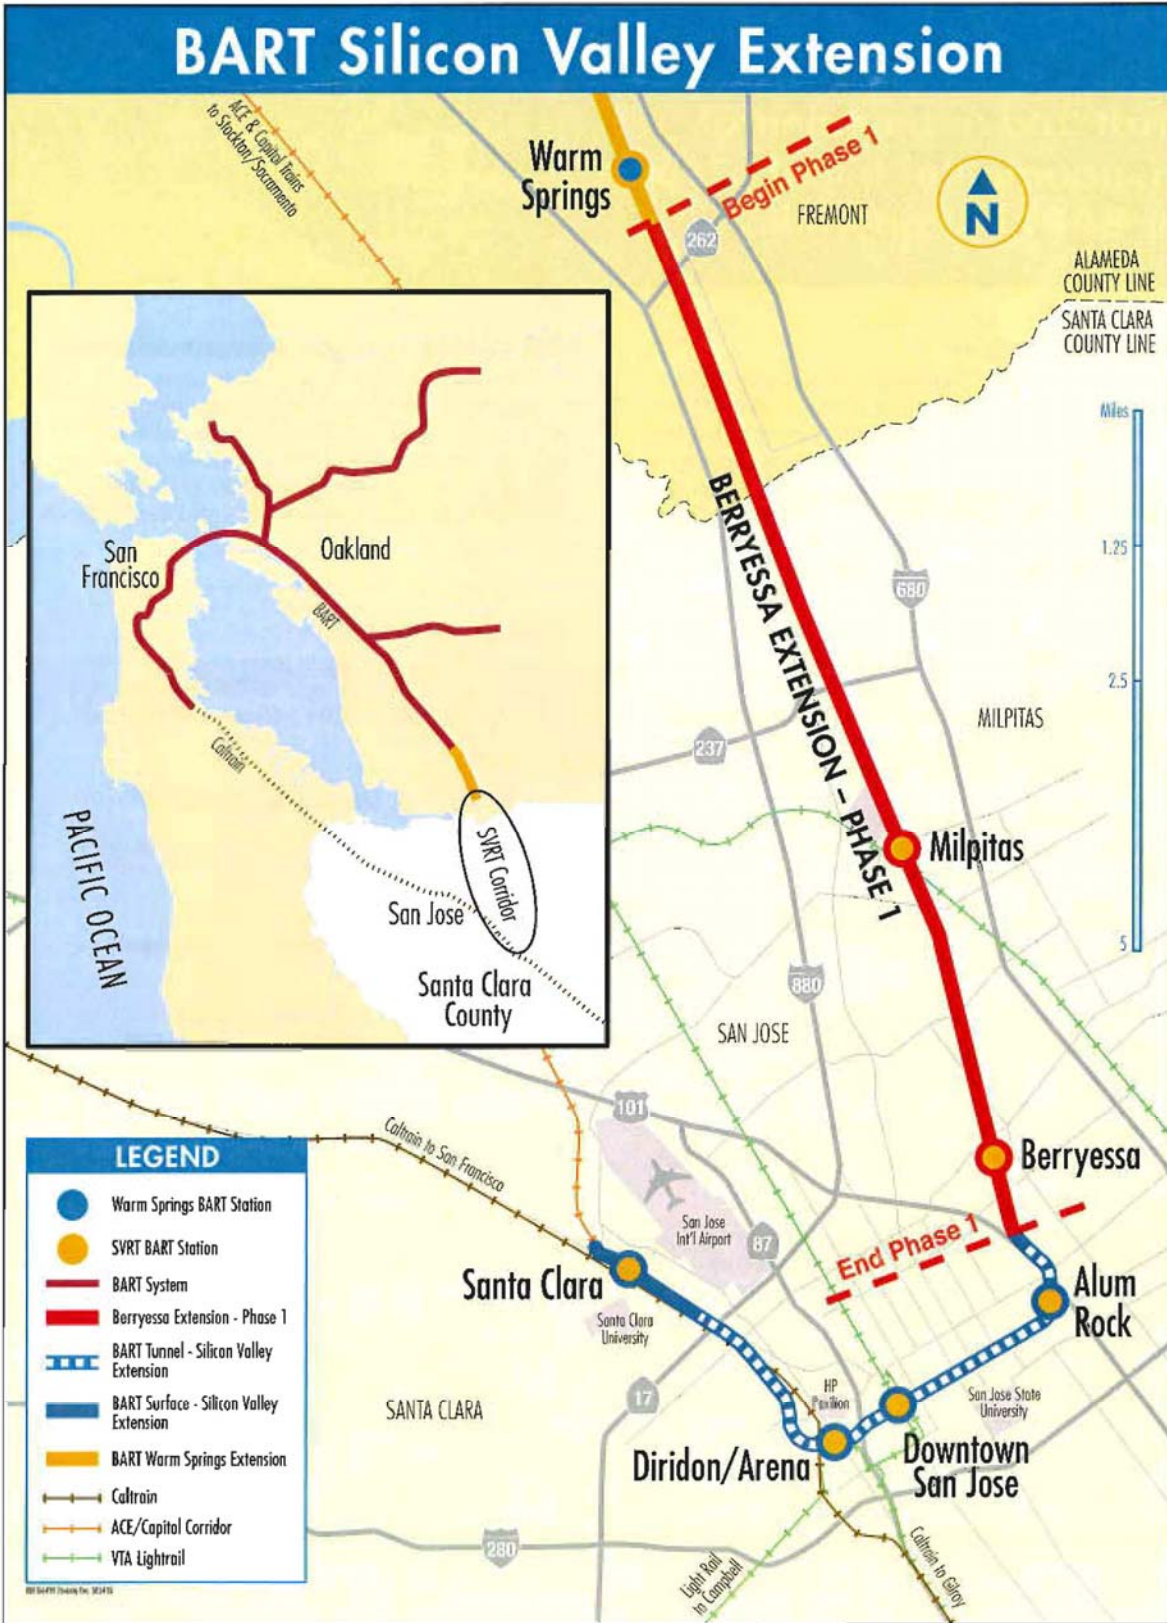 BART Silicon Valley Extension
ACE & Capitol Trains
to Stockton/Sacramento
Warm
Springs
Begin Phase 1
FREMONT
N
262
ALAMEDA
COUNTY LINE
SANTA CLARA
COUNTY LINE
Miles
1.25
2.5
5
San
Francisco
Oakland
BART
Caltrain
PACIFIC OCEAN
SVRT Corridor
San Jose
Santa Clara
County
BERRYESSA EXTENSION – PHASE 1
680
237
MILPITAS
Milpitas
880
SAN JOSE
101
Caltrain to San Francisco
San Jose
Int'l Airport
87
Berryessa
End Phase 1
Santa Clara
Santa Clara
University
Alum
Rock
SANTA CLARA
17
HP
Pavilion
San Jose State
University
Diridon/Arena
Downtown
San Jose
280
Light Rail
to Campbell
Caltrain to Gilroy
LEGEND
Warm Springs BART Station
SVRT BART Station
BART System
Berryessa Extension - Phase 1
BART Tunnel - Silicon Valley
Extension
BART Surface - Silicon Valley
Extension
BART Warm Springs Extension
Caltrain
ACE/Capitol Corridor
VTA Lightrail